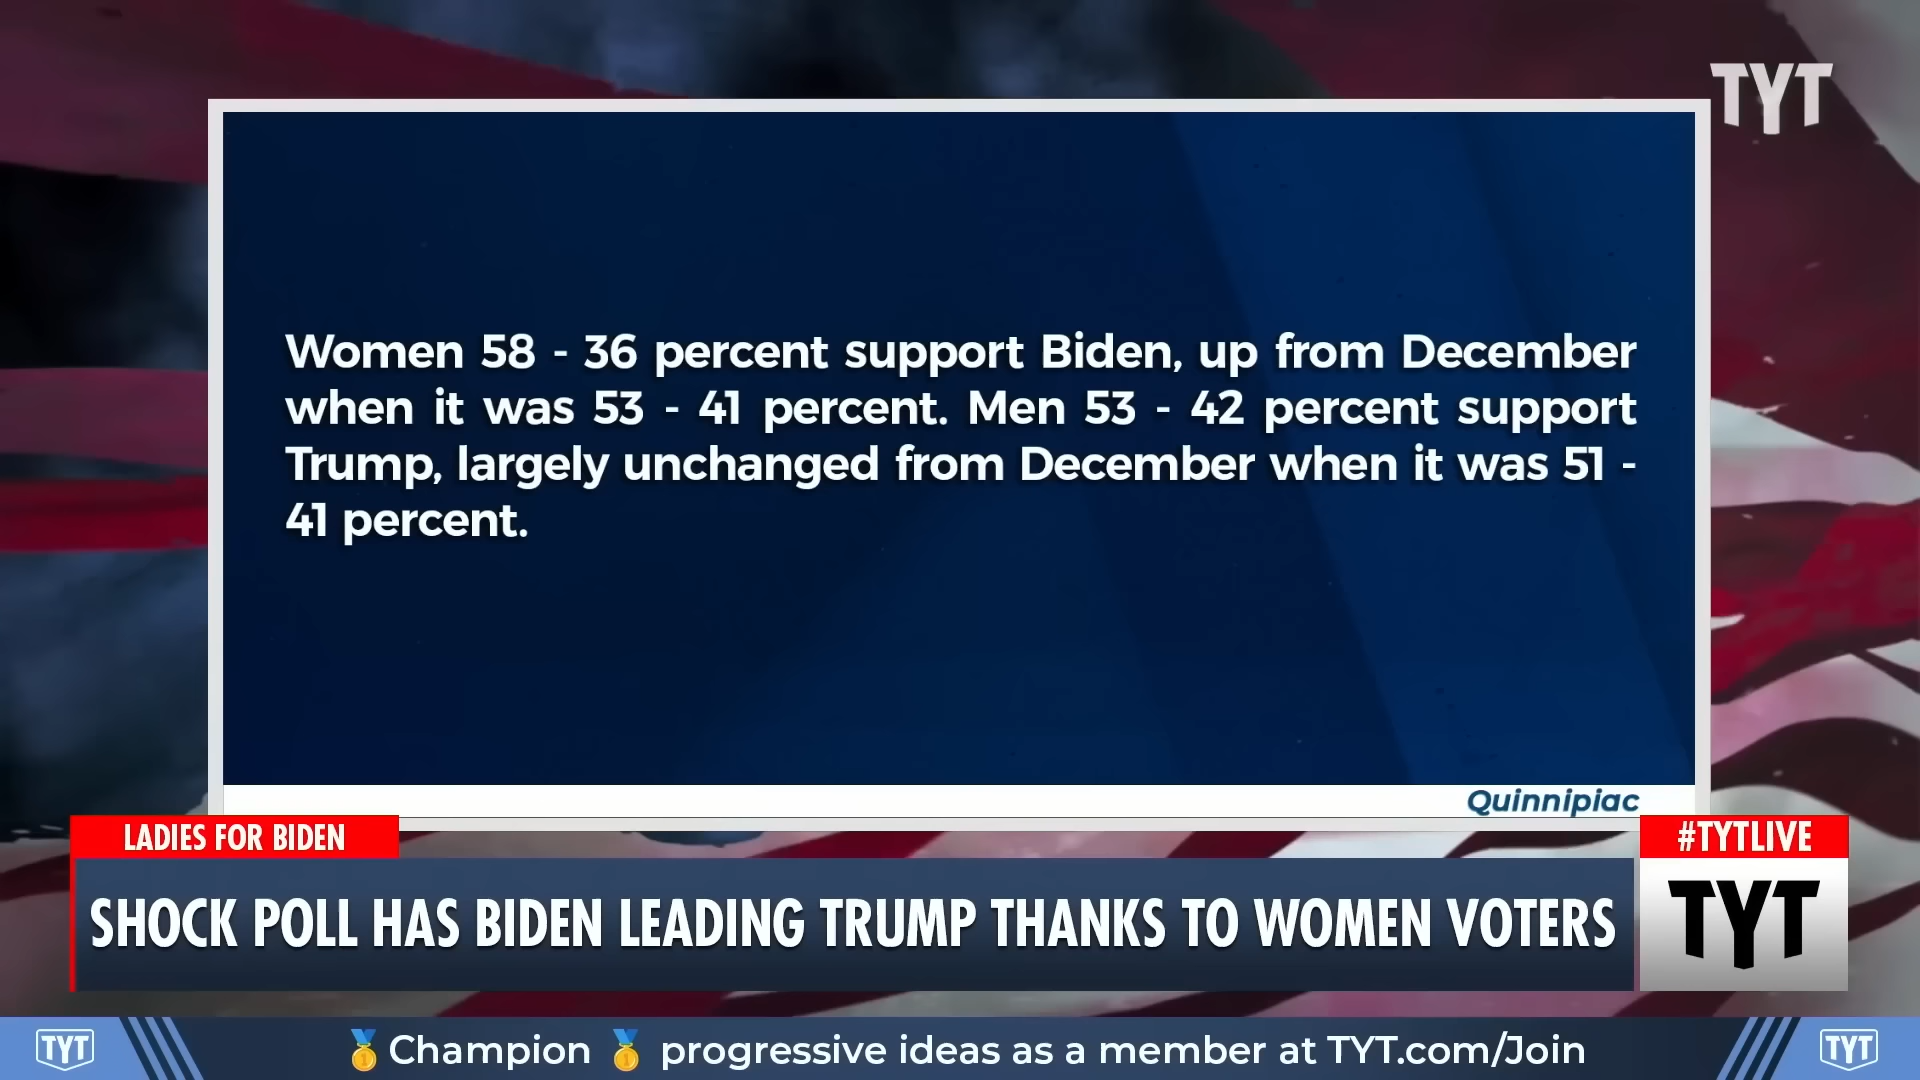 TYT
Women 58 - 36 percent support Biden, up from December
when it was 53 - 41 percent. Men 53 - 42 percent support
Trump, largely unchanged from December when it was 51 -
41 percent.
Quinnipiac
LADIES FOR BIDEN
#TYTLIVE
SHOCK POLL HAS BIDEN LEADING TRUMP THANKS TO WOMEN VOTERS
TYT
TYT
🥇 Champion 🥇 progressive ideas as a member at TYT.com/Join
TYT